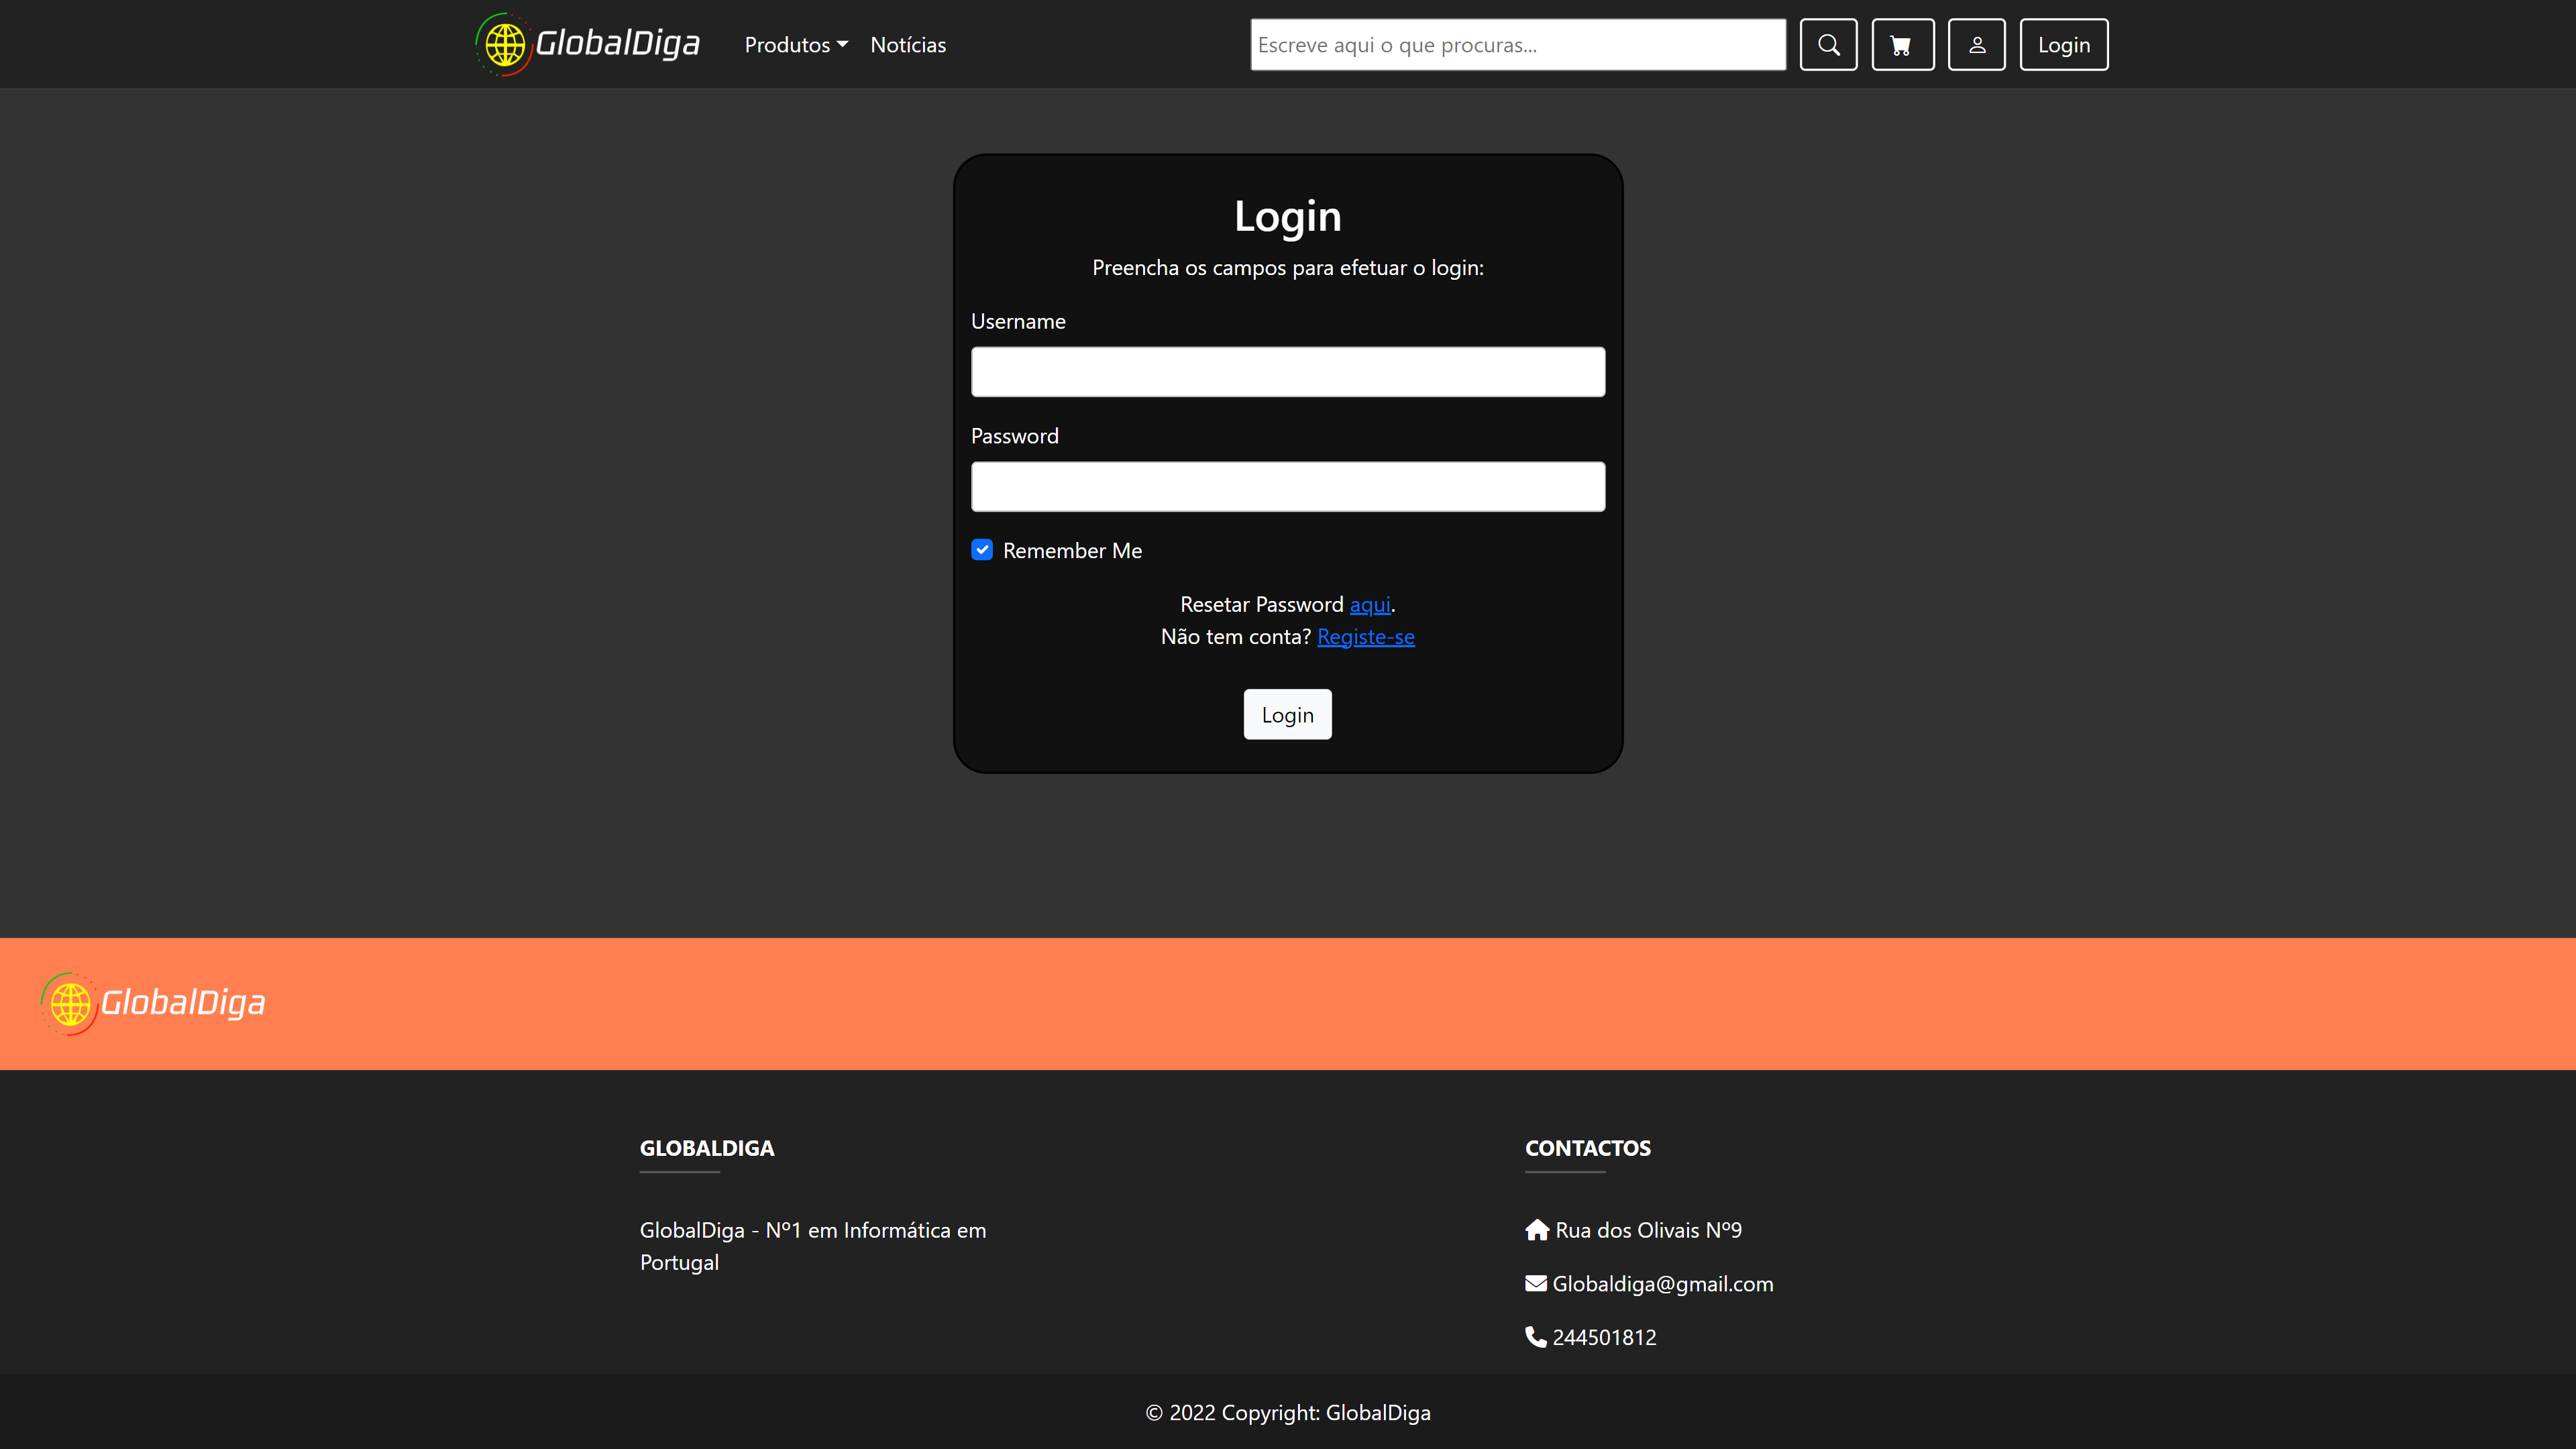 GlobalDiga Produtos Notícias Escreve aqui o que procuras... Login
Login
Preencha os campos para efetuar o login:
Username
Password
Remember Me
Resetar Password aqui.
Não tem conta? Registe-se
Login
GlobalDiga
GLOBALDIGA
GlobalDiga - Nº1 em Informática em
Portugal
CONTACTOS
Rua dos Olivais Nº9
Globaldiga@gmail.com
244501812
© 2022 Copyright: GlobalDiga